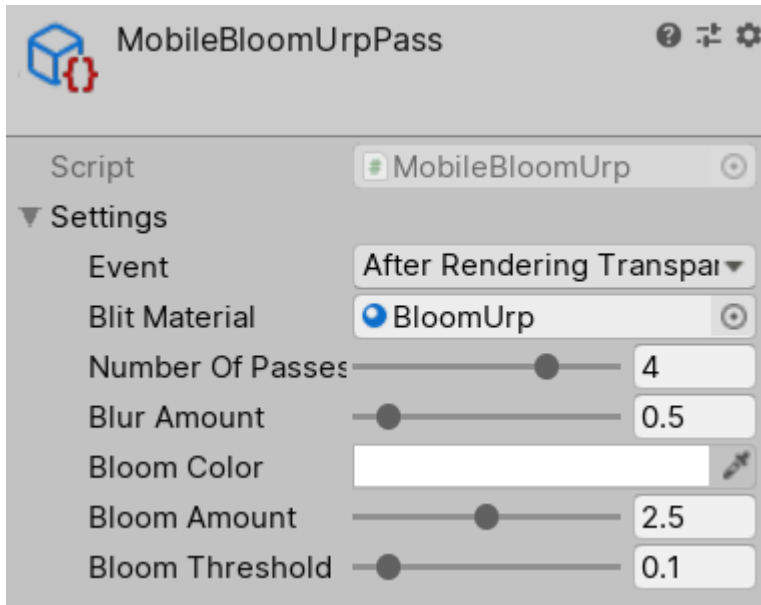 MobileBloomUrpPass
Script MobileBloomUrp
Settings
Event After Rendering Transpar
Blit Material BloomUrp
Number Of Passes 4
Blur Amount 0.5
Bloom Color
Bloom Amount 2.5
Bloom Threshold 0.1